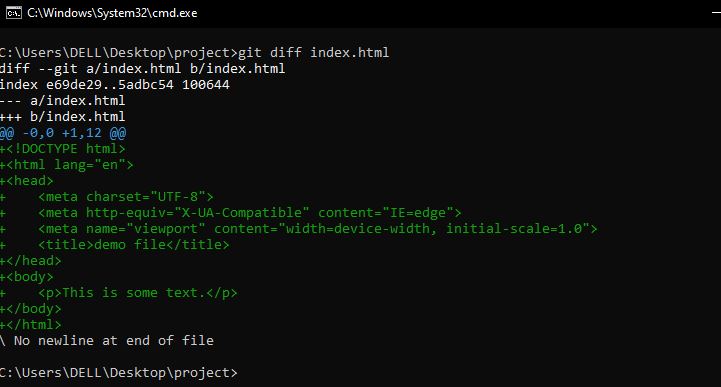 C:\Windows\System32\cmd.exe
C:\Users\DELL\Desktop\project>git diff index.html
diff --git a/index.html b/index.html
index e69de29..5adbc54 100644
--- a/index.html
+++ b/index.html
@@ -0,0 +1,12 @@
+<!DOCTYPE html>
+<html lang="en">
+<head>
+    <meta charset="UTF-8">
+    <meta http-equiv="X-UA-Compatible" content="IE=edge">
+    <meta name="viewport" content="width=device-width, initial-scale=1.0">
+    <title>demo file</title>
+</head>
+<body>
+    <p>This is some text.</p>
+</body>
+</html>
\ No newline at end of file
C:\Users\DELL\Desktop\project>